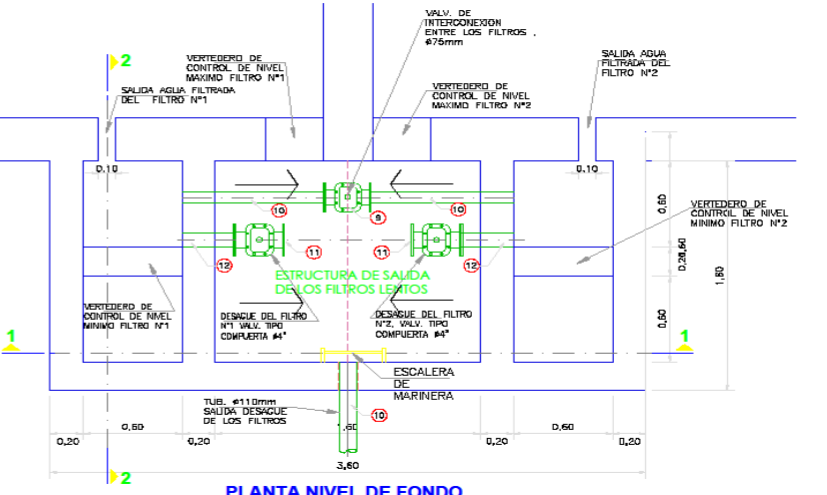 VALV. DE
INTERCONEXION
ENTRE LOS FILTROS .
ø75mm
2
VERTEDERO DE
CONTROL DE NIVEL
MAXIMO FILTRO N°1
SALIDA AGUA FILTRADA
DEL FILTRO N°1
VERTEDERO DE
CONTROL DE NIVEL
MAXIMO FILTRO N°2
SALIDA AGUA
FILTRADA DEL
FILTRO N°2
0,10
0,10
10
9
10
12
11
11
12
0,60
VERTEDERO DE
CONTROL DE NIVEL
MINIMO FILTRO N°2
1,80
0,60
ESTRUCTURA DE SALIDA
DE LOS FILTROS LENTOS
VERTEDERO DE
CONTROL DE NIVEL
MINIMO FILTRO N°1
DESAGUE DEL FILTRO
N°1 VALV. TIPO
COMPUERTA ø4"
DESAGUE DEL FILTRO
N°2, VALV. TIPO
COMPUERTA ø4"
1
1
ESCALERA
DE
MARINERA
TUB. ø110mm
SALIDA DESAGUE
DE LOS FILTROS
10
0,20
0,60
0,20
1,60
0,20
0,60
0,20
3,60
2
PLANTA NIVEL DE FONDO